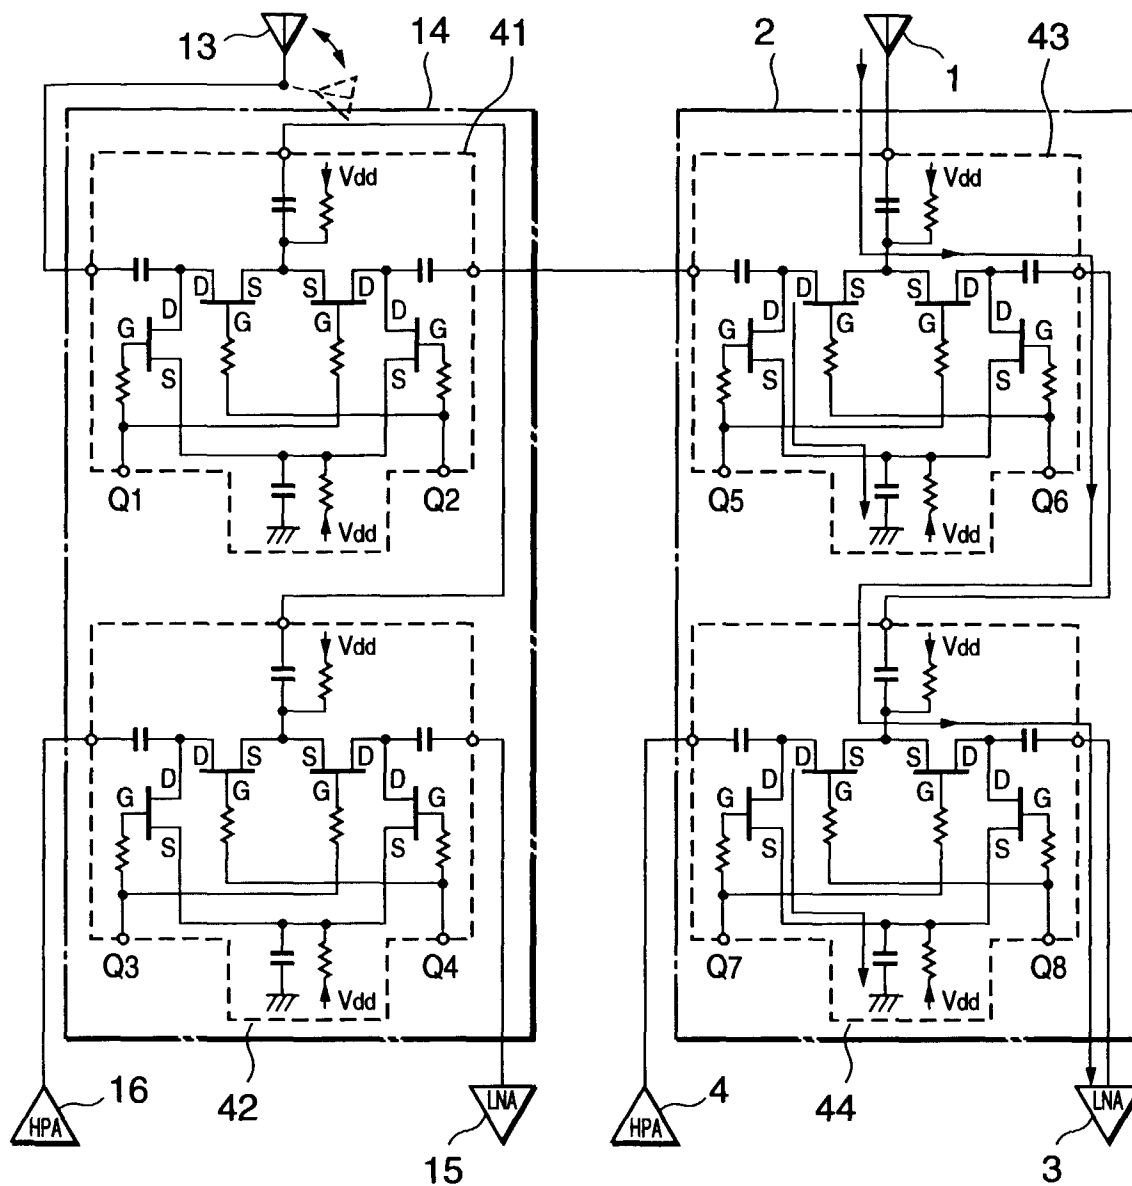 13 14 41 2 1 43
Vdd Vdd
D S S D D S S D
G D G G D G G D G G D G
S S S S
Q1 Q2 Q5 Q6
Vdd Vdd
Vdd Vdd
D S S D D S S D
G D G G D G G D G G D G
S S S S
Q3 Q4 Q7 Q8
Vdd Vdd
16 42 4 44
HPA LNA HPA LNA
15 3